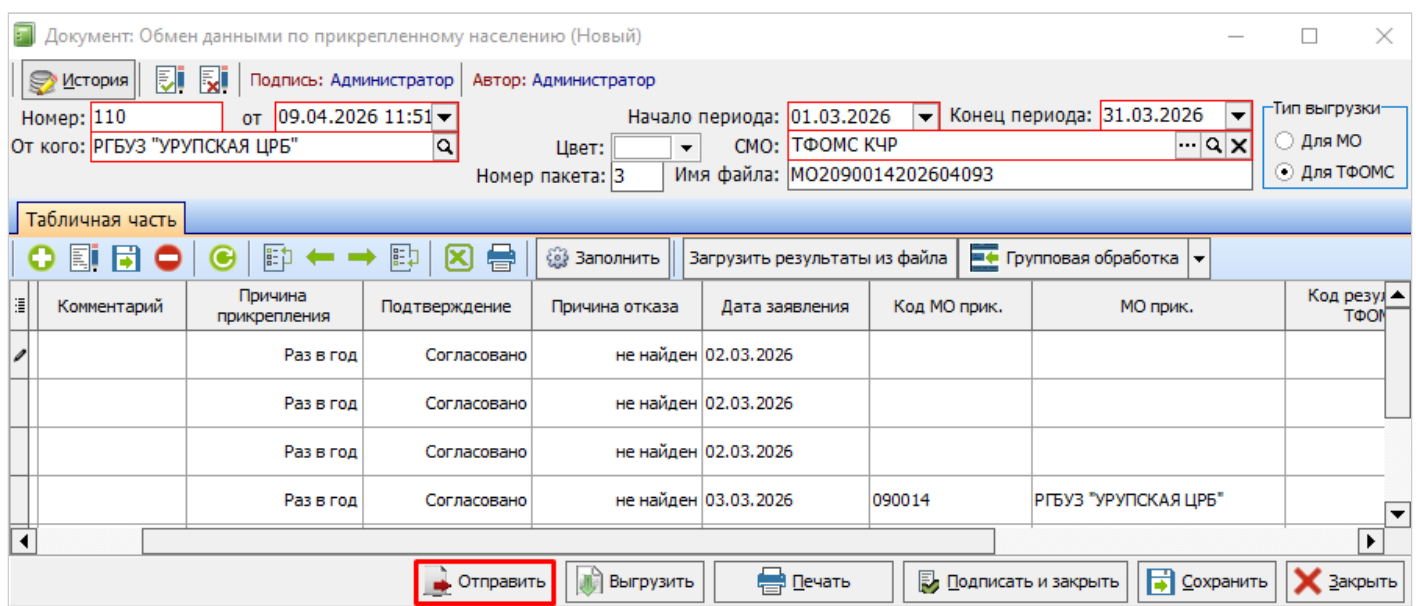 Документ: Обмен данными по прикрепленному населению (Новый)
История Подпись: Администратор Автор: Администратор
Номер: 110 от 09.04.2026 11:51 Начало периода: 01.03.2026 Конец периода: 31.03.2026 Тип выгрузки
От кого: РГБУЗ "УРУПСКАЯ ЦРБ" Цвет: СМО: ТФОМС КЧР Для МО
Номер пакета: 3 Имя файла: МО2090014202604093 Для ТФОМС
Табличная часть
Заполнить Загрузить результаты из файла Групповая обработка
Комментарий Причина прикрепления Подтверждение Причина отказа Дата заявления Код МО прик. МО прик. Код резул ТФОМ
Раз в год Согласовано не найден 02.03.2026
Раз в год Согласовано не найден 02.03.2026
Раз в год Согласовано не найден 02.03.2026
Раз в год Согласовано не найден 03.03.2026 090014 РГБУЗ "УРУПСКАЯ ЦРБ"
Отправить Выгрузить Печать Подписать и закрыть Сохранить Закрыть